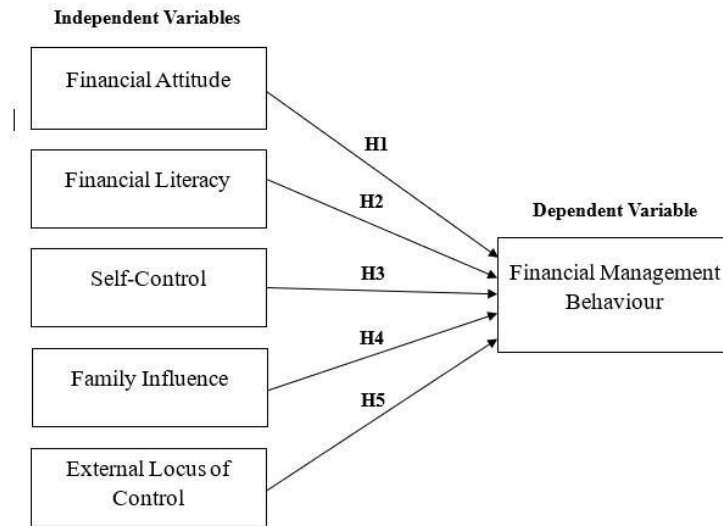 Independent Variables
Financial Attitude
H1
Financial Literacy
H2
Dependent Variable
Self-Control
H3
Financial Management
Behaviour
Family Influence
H4
H5
External Locus of
Control